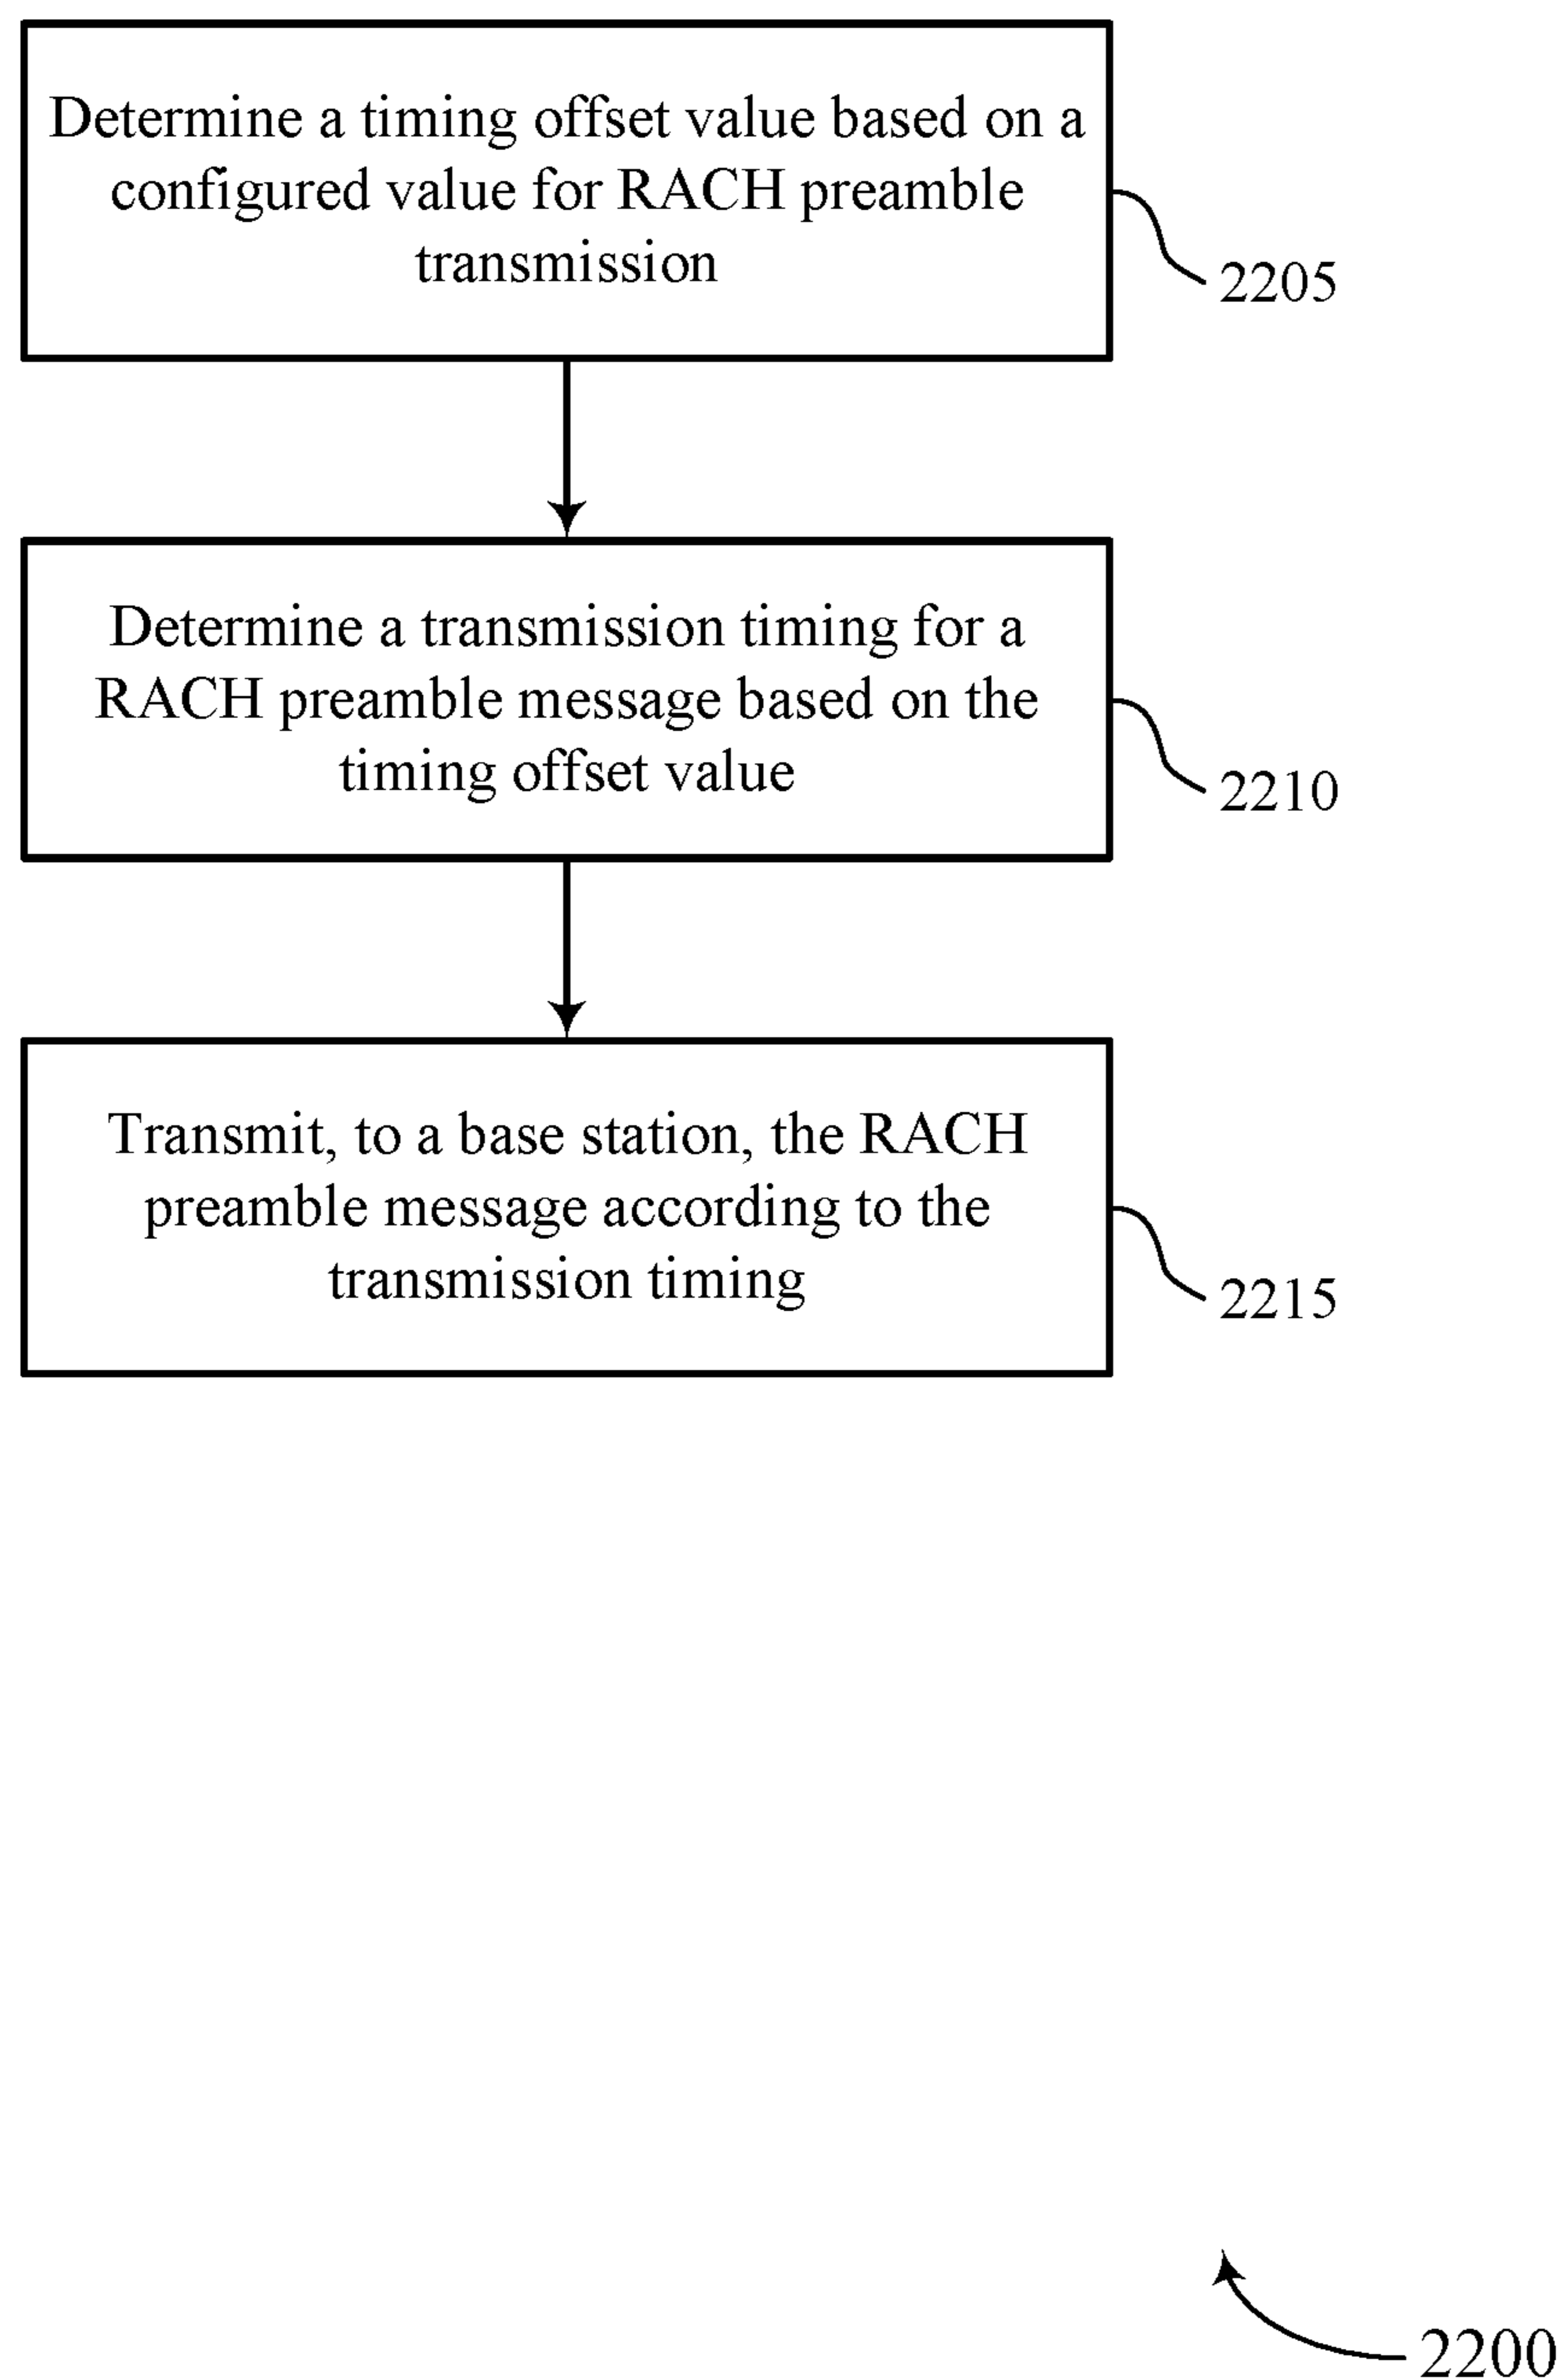 Determine a timing offset value based on a
configured value for RACH preamble
transmission
2205
Determine a transmission timing for a
RACH preamble message based on the
timing offset value
2210
Transmit, to a base station, the RACH
preamble message according to the
transmission timing
2215
2200